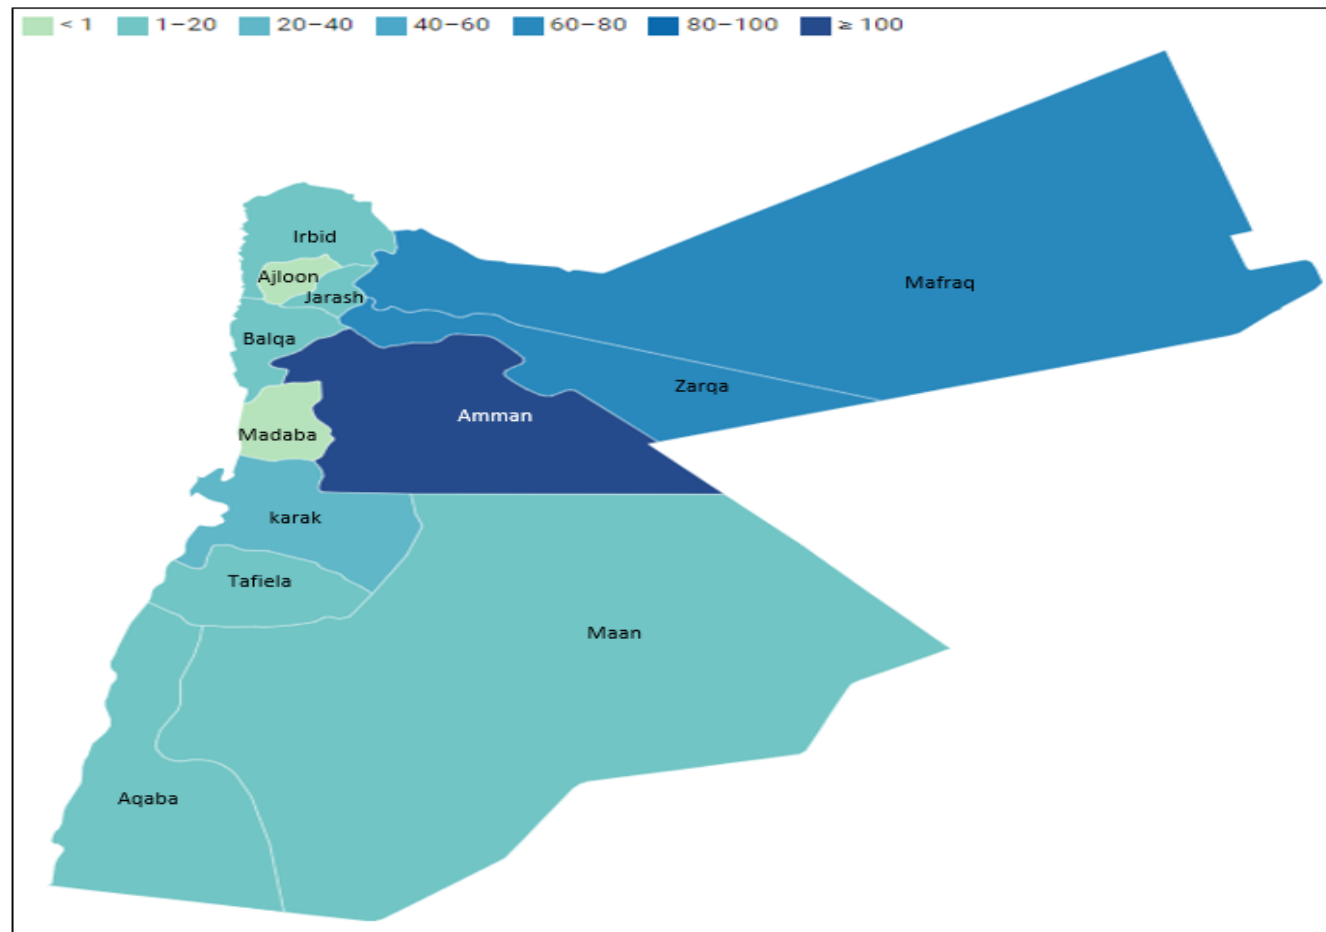 < 1 1−20 20−40 40−60 60−80 80−100 ≥ 100
Irbid
Ajloon
Mafraq
Jarash
Balqa
Zarqa
Amman
Madaba
karak
Tafiela
Maan
Aqaba